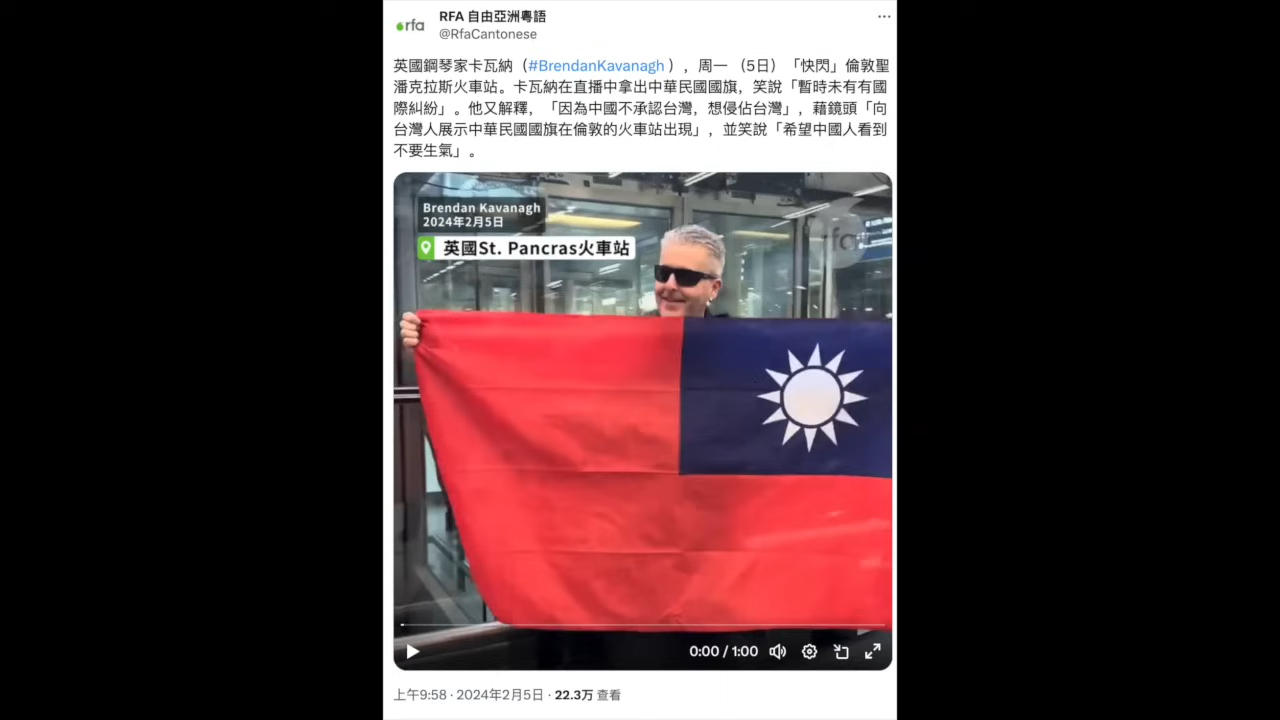 RFA 自由亞洲粵語
rfa
@RfaCantonese
英國鋼琴家卡瓦納（#BrendanKavanagh ），周一 （5日）「快閃」倫敦聖
潘克拉斯火車站。卡瓦納在直播中拿出中華民國國旗，笑說「暫時未有有國
際糾紛」。他又解釋，「因為中國不承認台灣，想侵佔台灣」，藉鏡頭「向
台灣人展示中華民國國旗在倫敦的火車站出現」，並笑說「希望中國人看到
不要生氣」。
Brendan Kavanagh
2024年2月5日
rfa
英國St. Pancras火車站
0:00 / 1:00
上午9:58 · 2024年2月5日 · 22.3万 查看